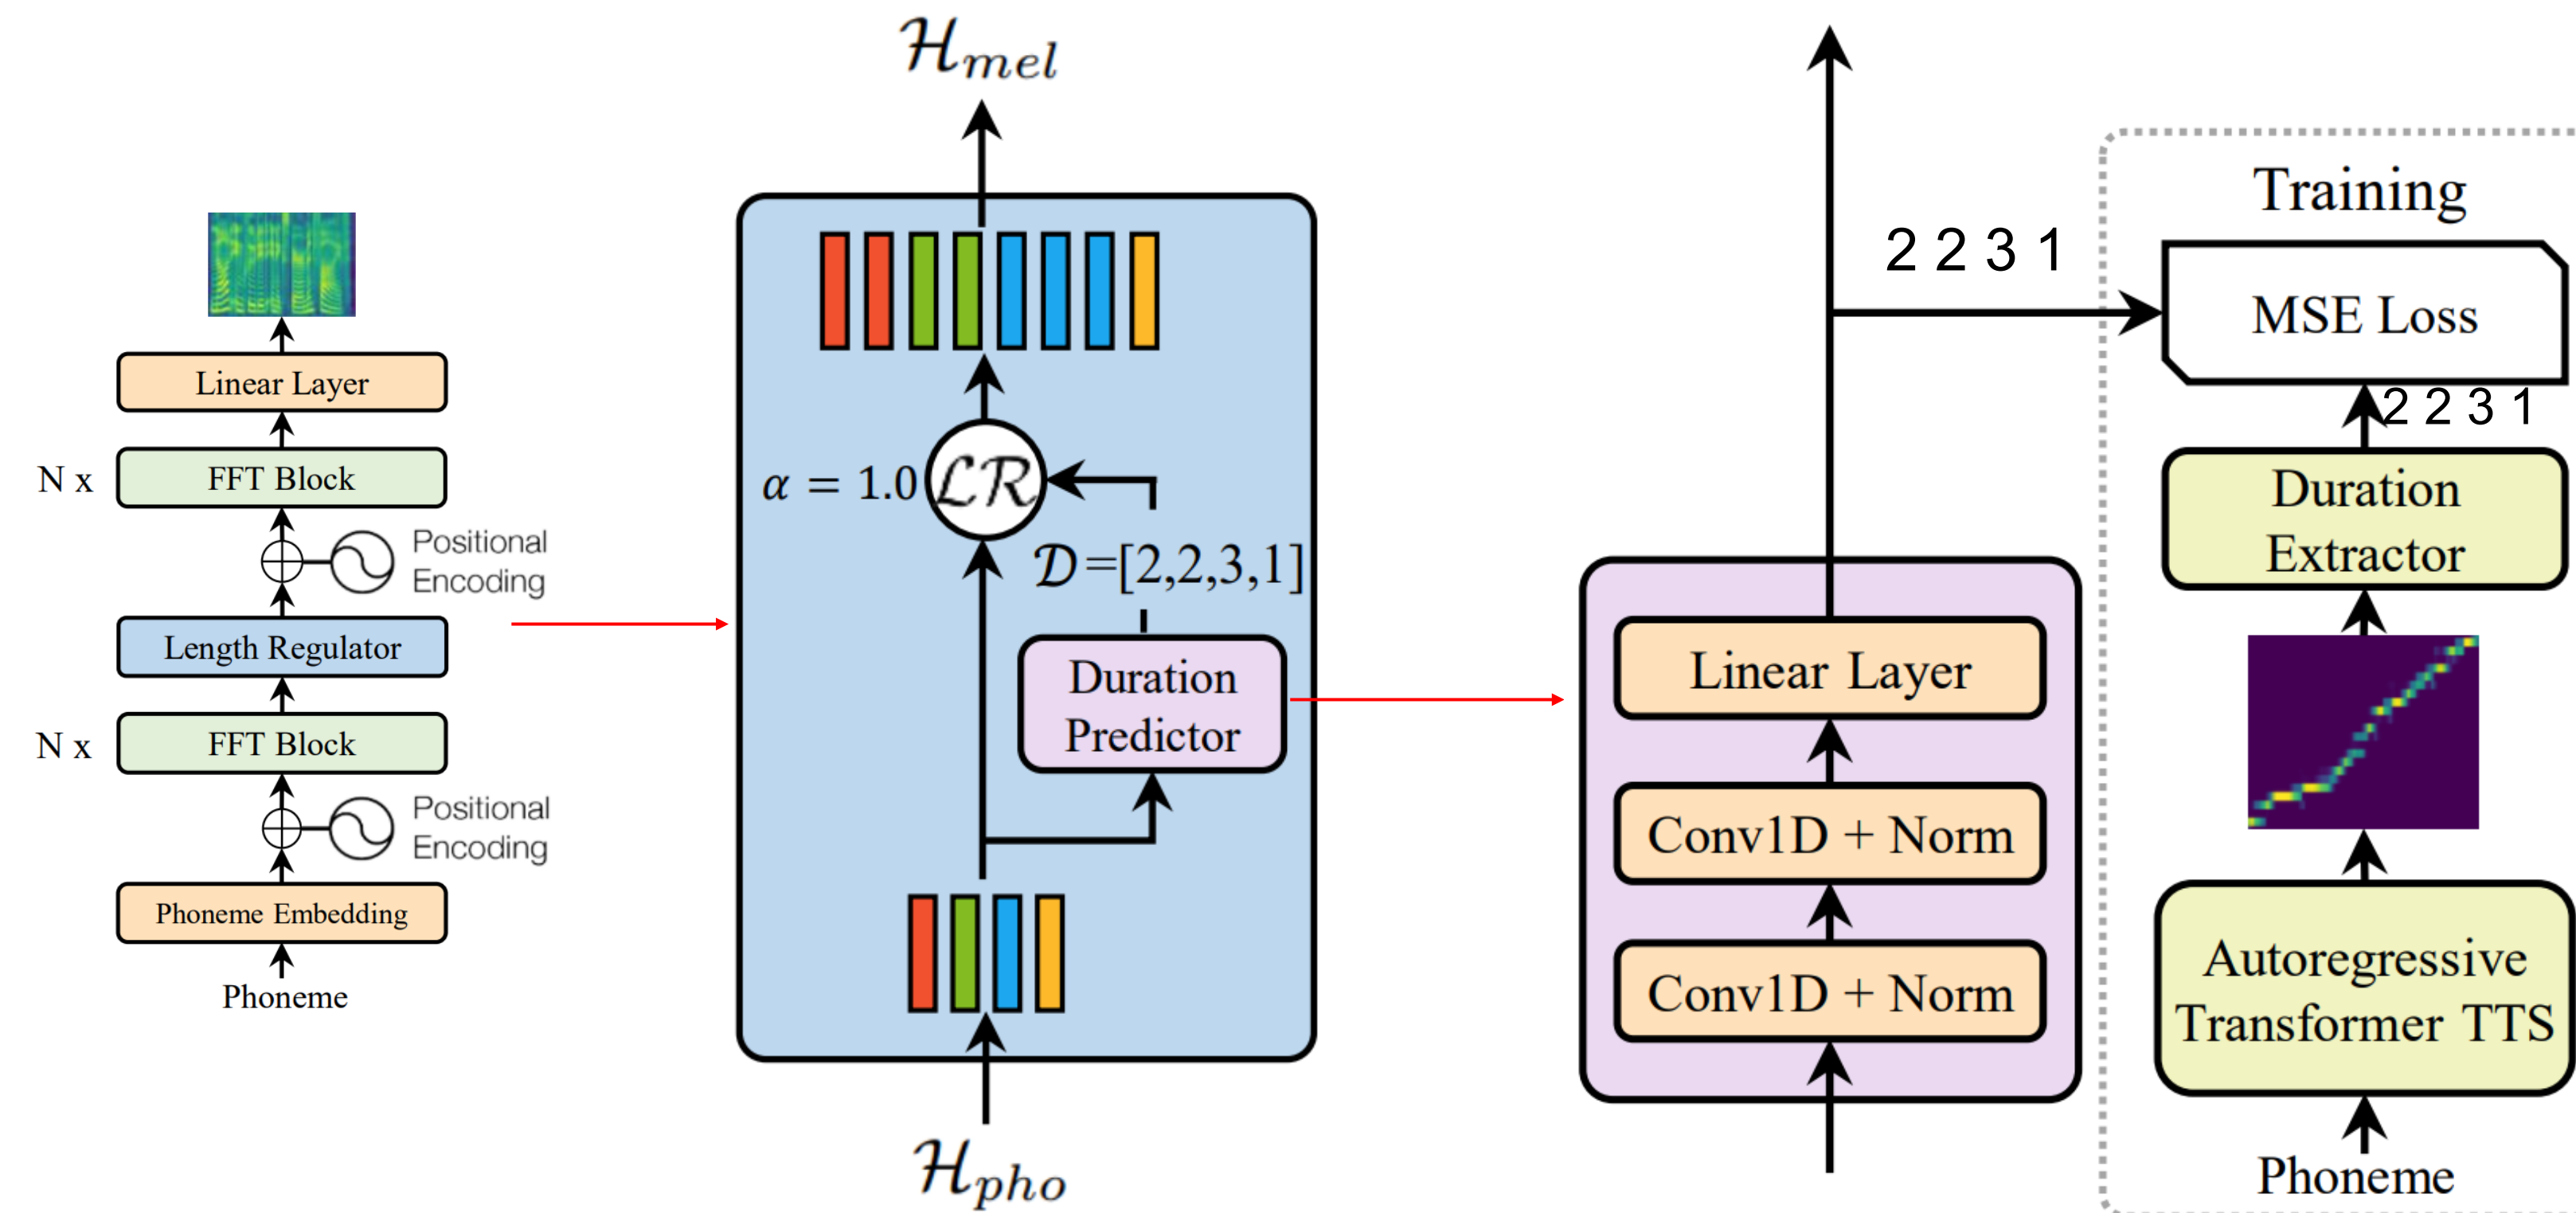 Linear Layer
N x
FFT Block
Positional
Encoding
Length Regulator
N x
FFT Block
Positional
Encoding
Phoneme Embedding
Phoneme
ℋ_mel
α = 1.0
ℒℛ
𝒟=[2,2,3,1]
Duration
Predictor
ℋ_pho
2 2 3 1
Linear Layer
Conv1D + Norm
Conv1D + Norm
Training
MSE Loss
2 2 3 1
Duration
Extractor
Autoregressive
Transformer TTS
Phoneme